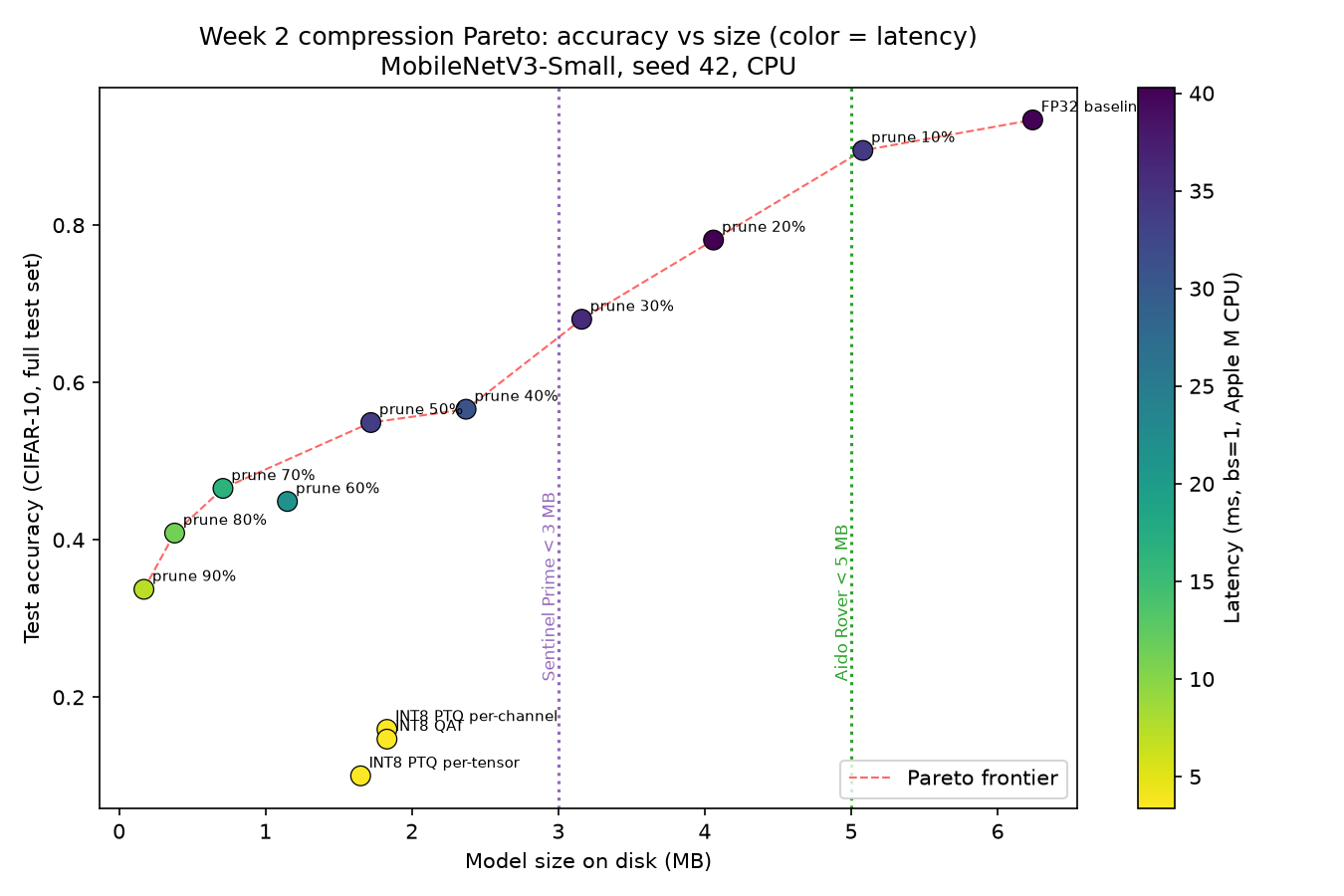 Week 2 compression Pareto: accuracy vs size (color = latency)
MobileNetV3-Small, seed 42, CPU
FP32 baselin
prune 10%
prune 20%
prune 30%
prune 40%
prune 50%
prune 60%
prune 70%
prune 80%
prune 90%
INT8 PTQ per-channel
INT8 QAT
INT8 PTQ per-tensor
Sentinel Prime < 3 MB
Aido Rover < 5 MB
Pareto frontier
0.8
0.6
0.4
0.2
Test accuracy (CIFAR-10, full test set)
0
1
2
3
4
5
6
Model size on disk (MB)
40
35
30
25
20
15
10
5
Latency (ms, bs=1, Apple M CPU)